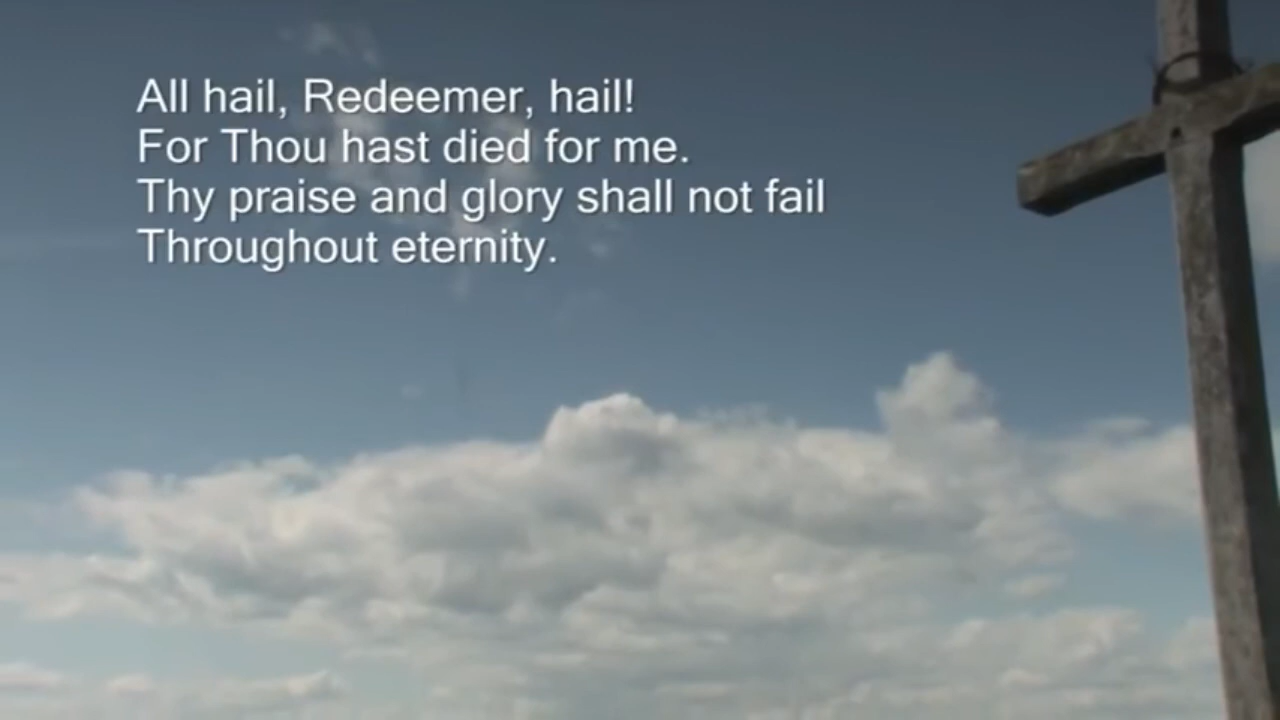 All hail, Redeemer, hail!
For Thou hast died for me.
Thy praise and glory shall not fail
Throughout eternity.